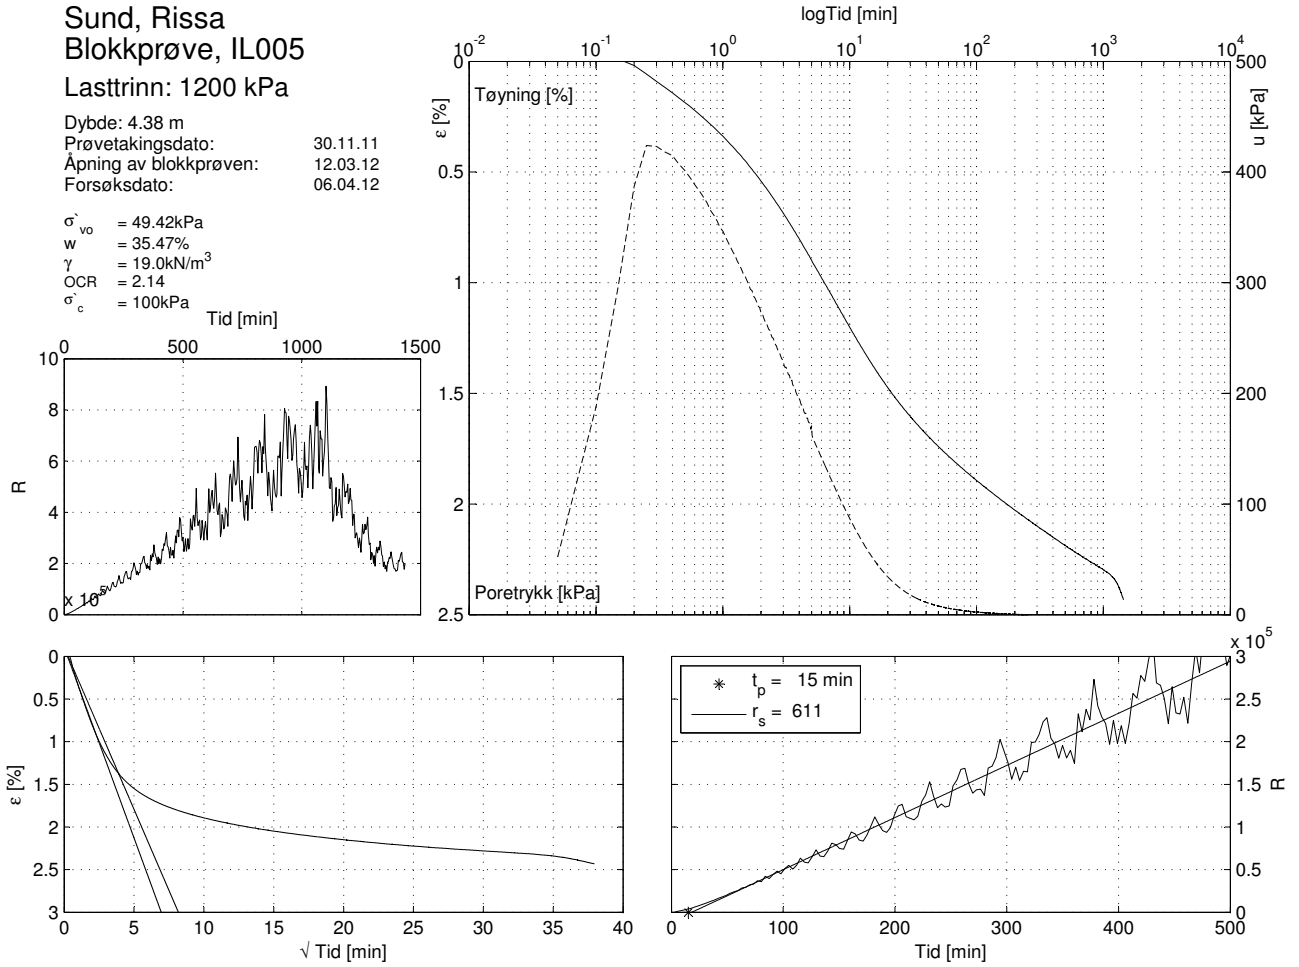 Sund, Rissa
Blokkprøve, IL005
Lasttrinn: 1200 kPa
Dybde: 4.38 m
Prøvetakingsdato: 30.11.11
Åpning av blokkprøven: 12.03.12
Forsøksdato: 06.04.12
σ`vo = 49.42kPa
w = 35.47%
γ = 19.0kN/m³
OCR = 2.14
σ`c = 100kPa
Tid [min]
0 500 1000 1500
10
8
6
4
2
0
R
x 10⁵
logTid [min]
10⁻² 10⁻¹ 10⁰ 10¹ 10² 10³ 10⁴
0
0.5
1
1.5
2
2.5
ε [%]
Tøyning [%]
Poretrykk [kPa]
500
400
300
200
100
0
u [kPa]
0
0.5
1
1.5
2
2.5
3
ε [%]
0 5 10 15 20 25 30 35 40
√ Tid [min]
x 10⁵
tp = 15 min
rs = 611
3
2.5
2
1.5
1
0.5
0
R
0 100 200 300 400 500
Tid [min]